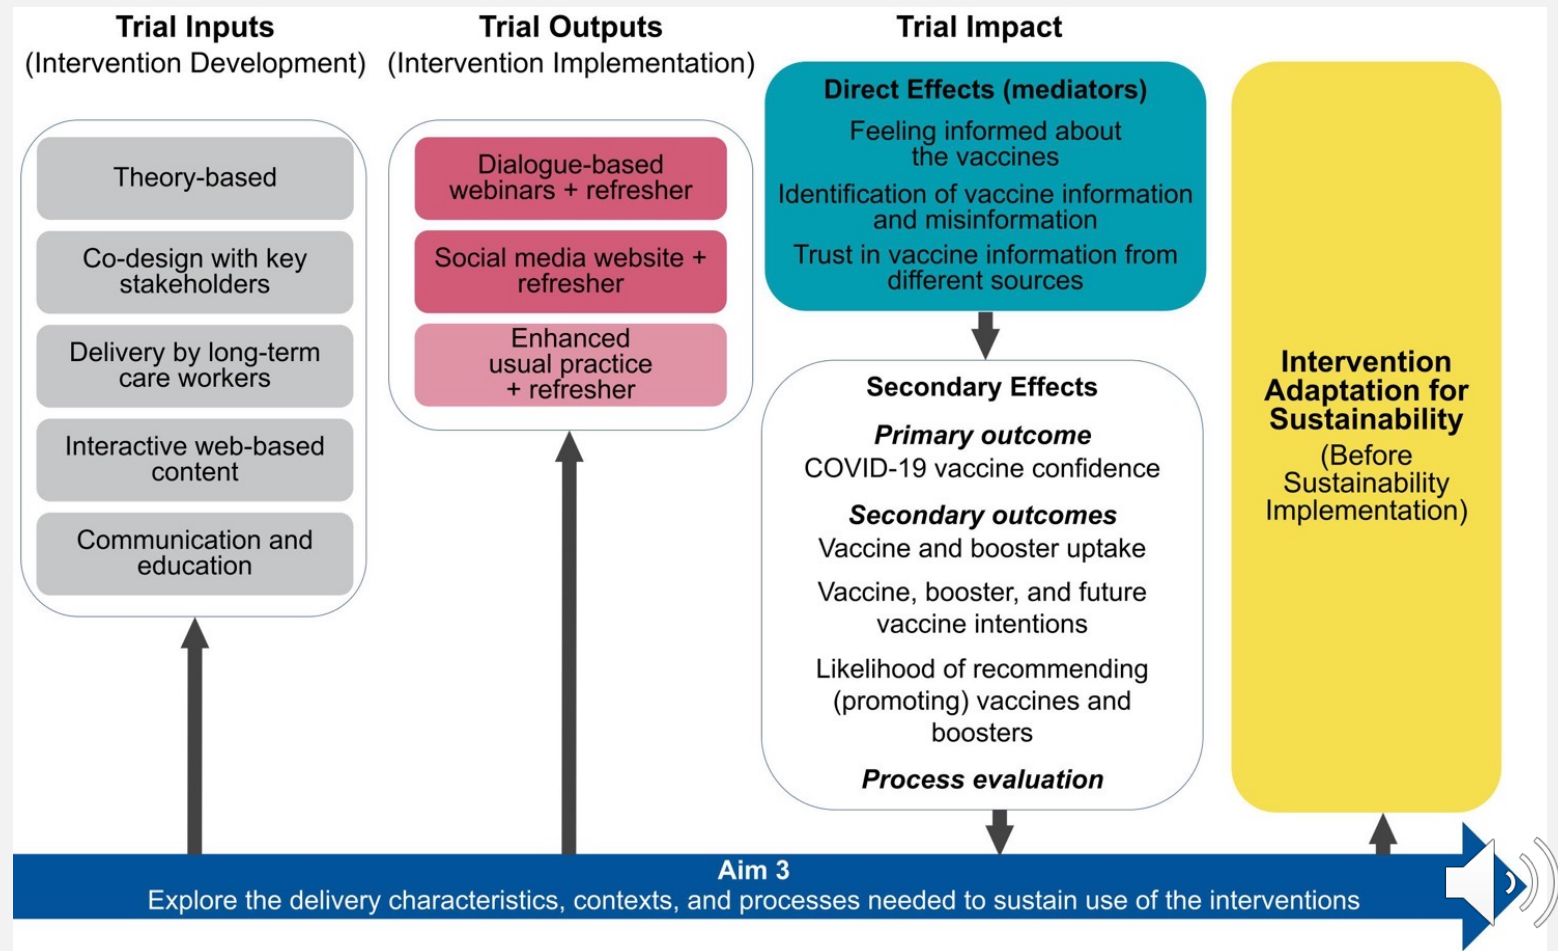 Trial Inputs
(Intervention Development)
Theory-based
Co-design with key
stakeholders
Delivery by long-term
care workers
Interactive web-based
content
Communication and
education
Trial Outputs
(Intervention Implementation)
Dialogue-based
webinars + refresher
Social media website +
refresher
Enhanced
usual practice
+ refresher
Trial Impact
Direct Effects (mediators)
Feeling informed about
the vaccines
Identification of vaccine information
and misinformation
Trust in vaccine information from
different sources
Secondary Effects
Primary outcome
COVID-19 vaccine confidence
Secondary outcomes
Vaccine and booster uptake
Vaccine, booster, and future
vaccine intentions
Likelihood of recommending
(promoting) vaccines and
boosters
Process evaluation
Intervention
Adaptation for
Sustainability
(Before
Sustainability
Implementation)
Aim 3
Explore the delivery characteristics, contexts, and processes needed to sustain use of the interventions